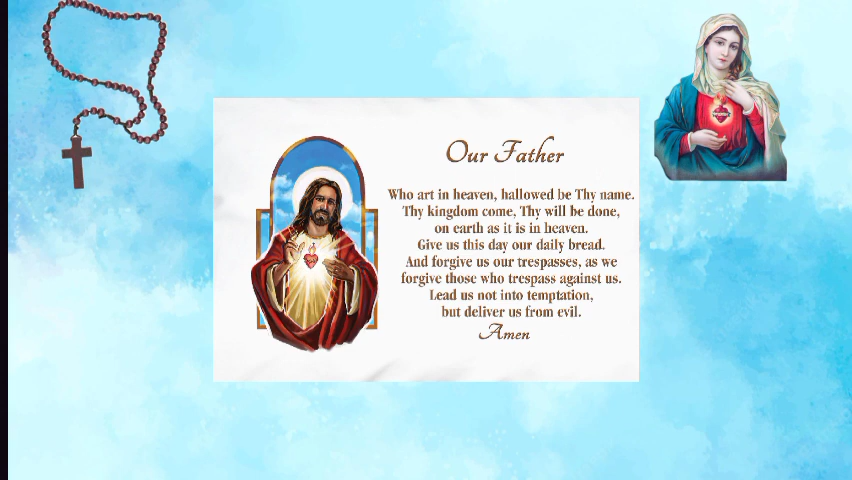 Our Father
Who art in heaven, hallowed be Thy name.
Thy kingdom come, Thy will be done,
on earth as it is in heaven.
Give us this day our daily bread.
And forgive us our trespasses, as we
forgive those who trespass against us.
Lead us not into temptation,
but deliver us from evil.
Amen